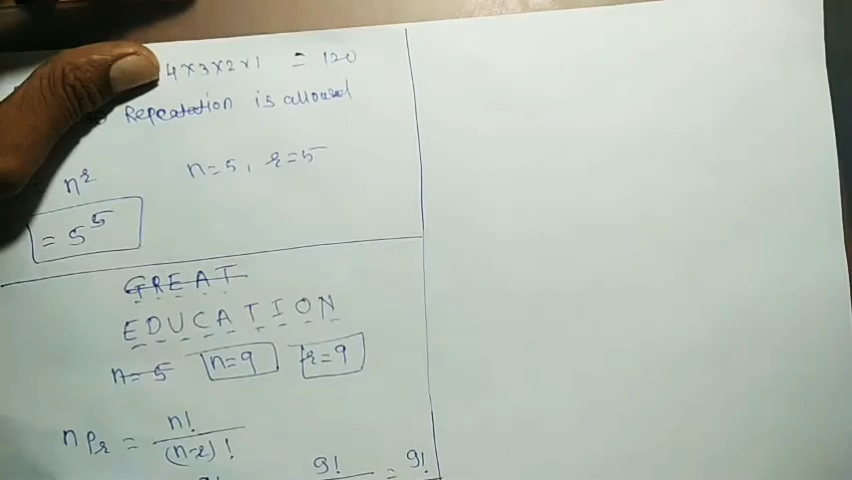 4×3×2×1 = 120
Repeatation is allowed
n=5, r=5
n^r
= 5^5
GREAT
EDUCATION
n=5 n=9 r=9
nPr = n!/(n-r)!
9! = 9!